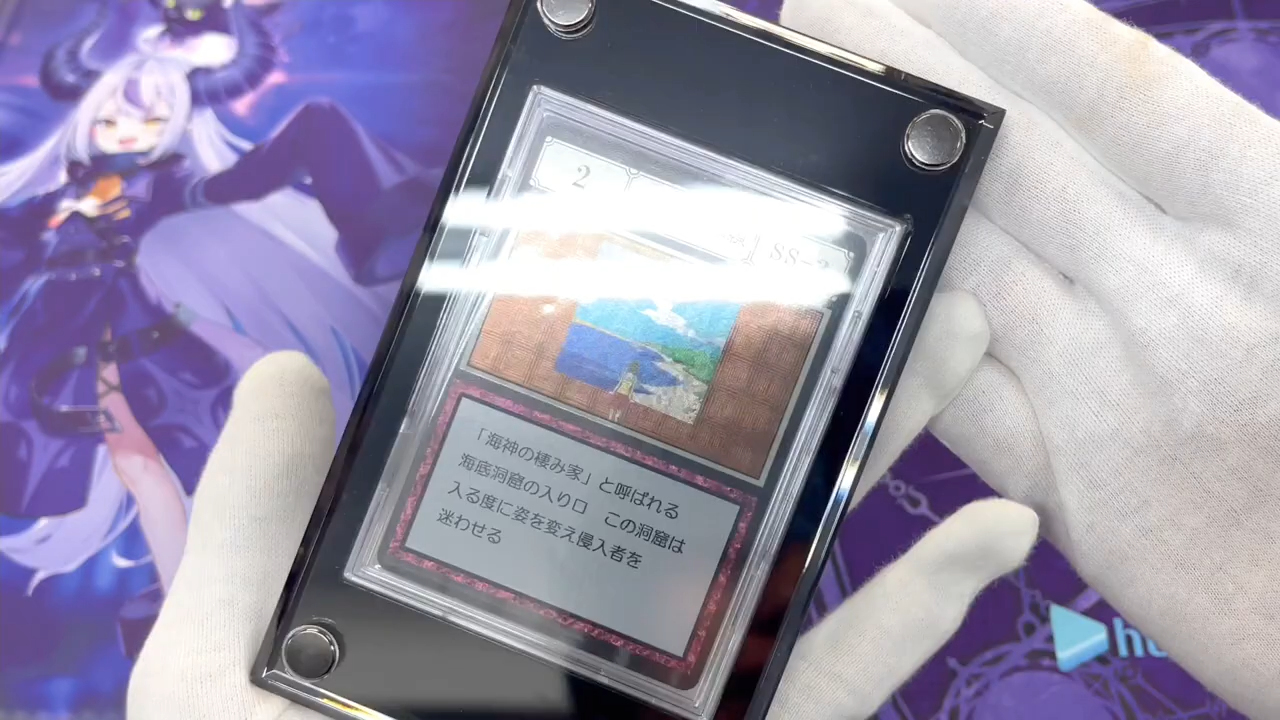 2
「海神の棲み家」と呼ばれる
海底洞窟の入り口　この洞窟は
入る度に姿を変え侵入者を
迷わせる